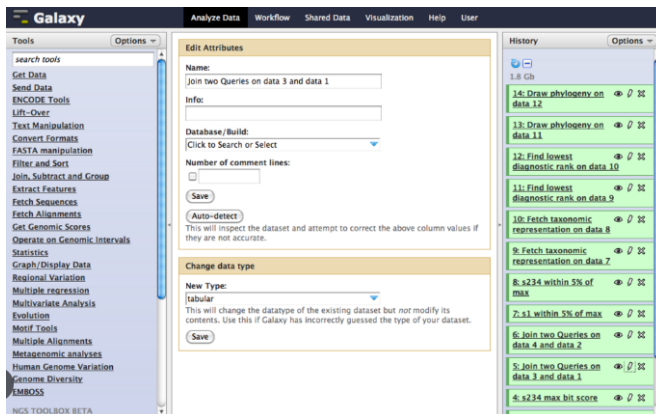 Galaxy
Analyze Data Workflow Shared Data Visualization Help User
Tools Options
search tools
Get Data
Send Data
ENCODE Tools
Lift-Over
Text Manipulation
Convert Formats
FASTA manipulation
Filter and Sort
Join, Subtract and Group
Extract Features
Fetch Sequences
Fetch Alignments
Get Genomic Scores
Operate on Genomic Intervals
Statistics
Graph/Display Data
Regional Variation
Multiple regression
Multivariate Analysis
Evolution
Motif Tools
Multiple Alignments
Metagenomic analyses
Human Genome Variation
Genome Diversity
EMBOSS
NGS TOOLBOX BETA
Edit Attributes
Name:
Join two Queries on data 3 and data 1
Info:
Database/Build:
Click to Search or Select
Number of comment lines:
Save
Auto-detect
This will inspect the dataset and attempt to correct the above column values if
they are not accurate.
Change data type
New Type:
tabular
This will change the datatype of the existing dataset but not modify its
contents. Use this if Galaxy has incorrectly guessed the type of your dataset.
Save
History Options
1.8 Gb
14: Draw phylogeny on
data 12
13: Draw phylogeny on
data 11
12: Find lowest
diagnostic rank on data 10
11: Find lowest
diagnostic rank on data 9
10: Fetch taxonomic
representation on data 8
9: Fetch taxonomic
representation on data 7
8: s234 within 5% of
max
7: s1 within 5% of max
6: Join two Queries on
data 4 and data 2
5: Join two Queries on
data 3 and data 1
4: s234 max bit score